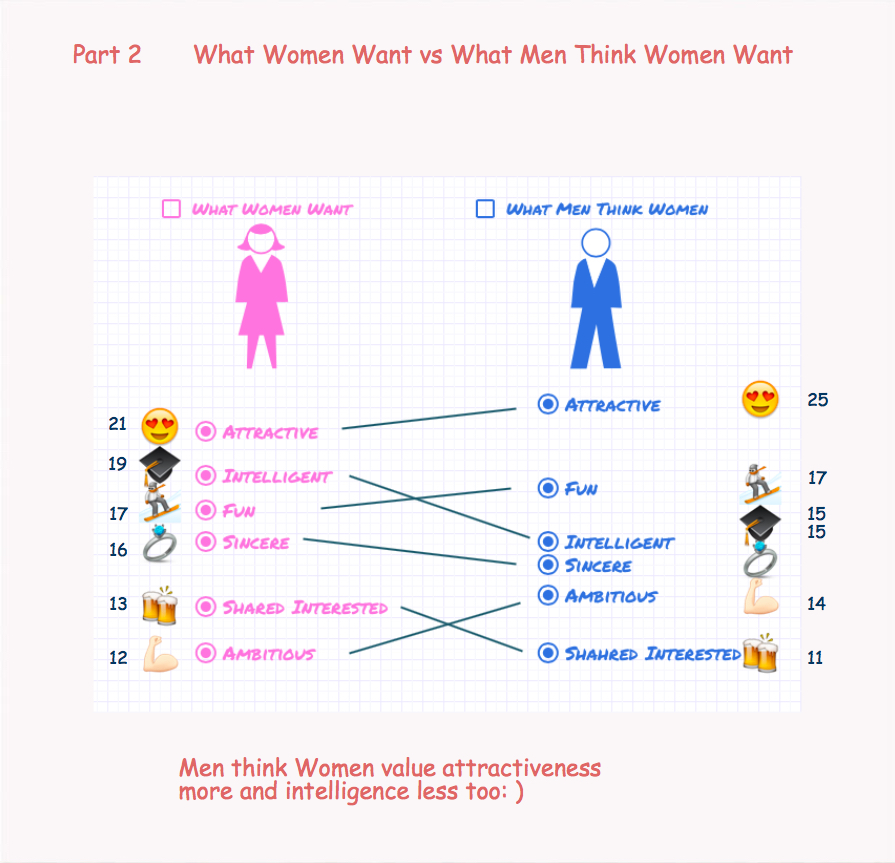 Part 2 What Women Want vs What Men Think Women Want
What Women Want
What Men Think Women
21 Attractive
19 Intelligent
17 Fun
16 Sincere
13 Shared Interested
12 Ambitious
Attractive 25
Fun 17
Intelligent 15
Sincere 15
Ambitious 14
Shahred Interested 11
Men think Women value attractiveness
more and intelligence less too: )